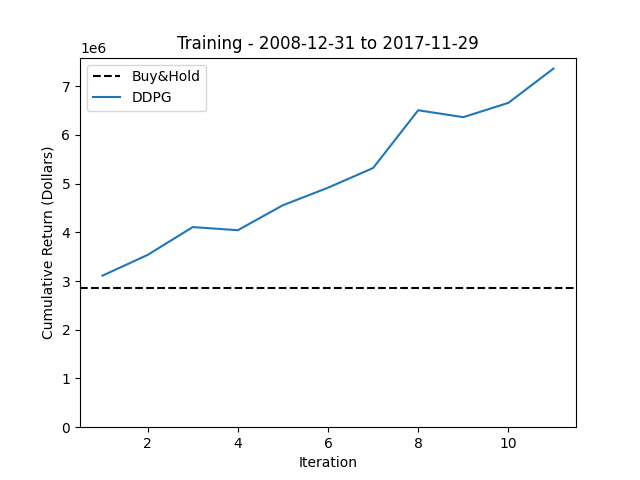 Training - 2008-12-31 to 2017-11-29
1e6
Buy&Hold
DDPG
7
6
5
4
3
2
1
0
Cumulative Return (Dollars)
2 4 6 8 10
Iteration